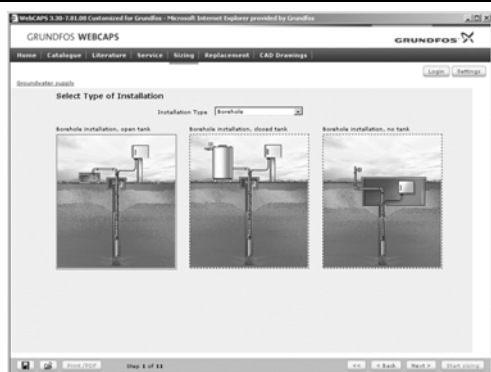 WebCAPS 3.30-7.01.08 Customized for Grundfos - Microsoft Internet Explorer provided by Grundfos
GRUNDFOS WEBCAPS
GRUNDFOS
Home Catalogue Literature Service Sizing Replacement CAD Drawings
Login Settings
Groundwater supply
Select Type of Installation
Installation Type Borehole
Borehole installation, open tank Borehole installation, closed tank Borehole installation, no tank
Print/PDF Step 1 of 11 << < Back Next > Start sizing